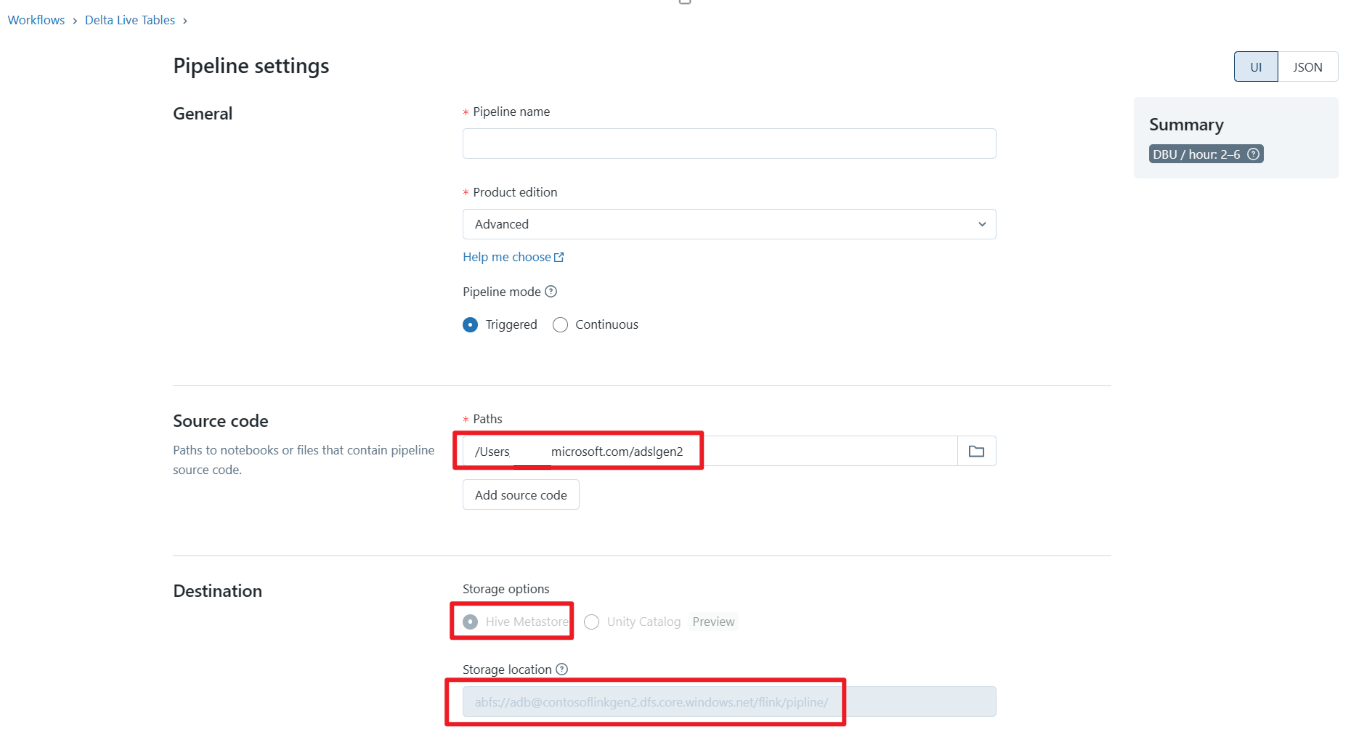 Workflows › Delta Live Tables ›
Pipeline settings
UI JSON
General
* Pipeline name
Summary
DBU / hour: 2–6 ?
* Product edition
Advanced
Help me choose
Pipeline mode ?
Triggered Continuous
Source code
Paths to notebooks or files that contain pipeline
source code.
* Paths
/Users microsoft.com/adslgen2
Add source code
Destination
Storage options
Hive Metastore Unity Catalog Preview
Storage location ?
abfs://adb@contosoflinkgen2.dfs.core.windows.net/flink/pipline/